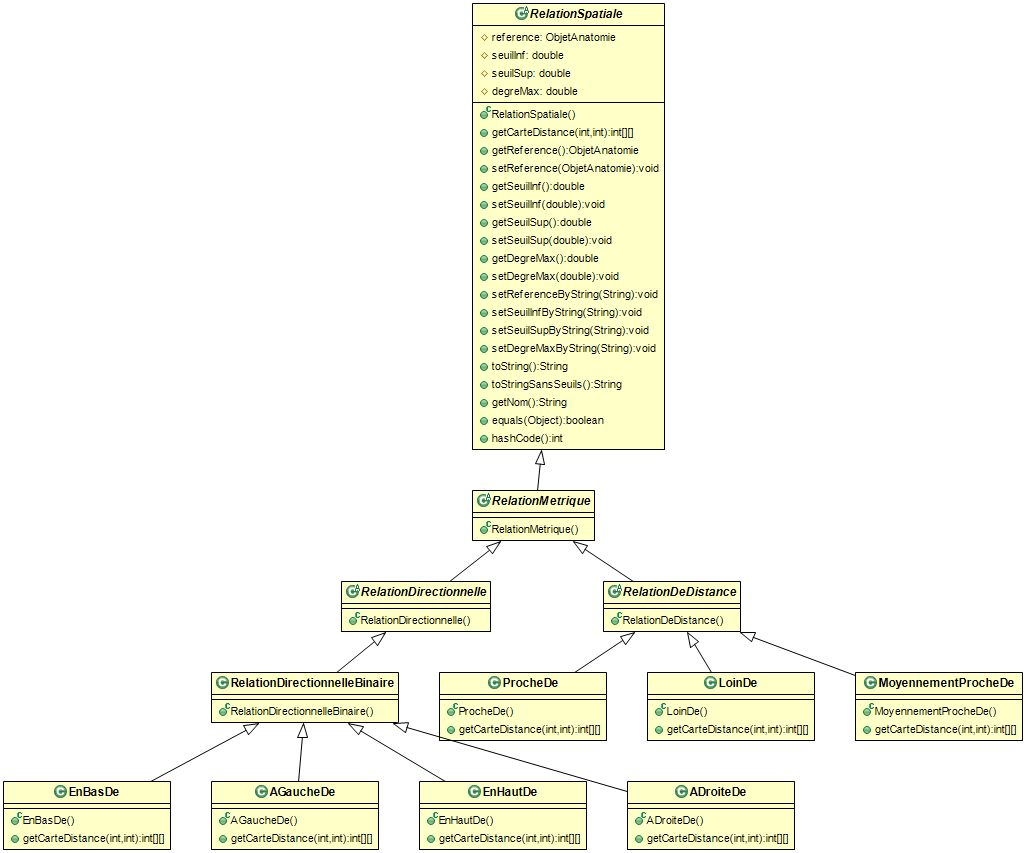 RelationSpatiale
reference: ObjetAnatomie
seuilInf: double
seuilSup: double
degreMax: double
RelationSpatiale()
getCarteDistance(int,int):int[][]
getReference():ObjetAnatomie
setReference(ObjetAnatomie):void
getSeuilInf():double
setSeuilInf(double):void
getSeuilSup():double
setSeuilSup(double):void
getDegreMax():double
setDegreMax(double):void
setReferenceByString(String):void
setSeuilInfByString(String):void
setSeuilSupByString(String):void
setDegreMaxByString(String):void
toString():String
toStringSansSeuils():String
getNom():String
equals(Object):boolean
hashCode():int
RelationMetrique
RelationMetrique()
RelationDirectionnelle
RelationDirectionnelle()
RelationDeDistance
RelationDeDistance()
RelationDirectionnelleBinaire
RelationDirectionnelleBinaire()
ProcheDe
ProcheDe()
getCarteDistance(int,int):int[][]
LoinDe
LoinDe()
getCarteDistance(int,int):int[][]
MoyennementProcheDe
MoyennementProcheDe()
getCarteDistance(int,int):int[][]
EnBasDe
EnBasDe()
getCarteDistance(int,int):int[][]
AGaucheDe
AGaucheDe()
getCarteDistance(int,int):int[][]
EnHautDe
EnHautDe()
getCarteDistance(int,int):int[][]
ADroiteDe
ADroiteDe()
getCarteDistance(int,int):int[][]